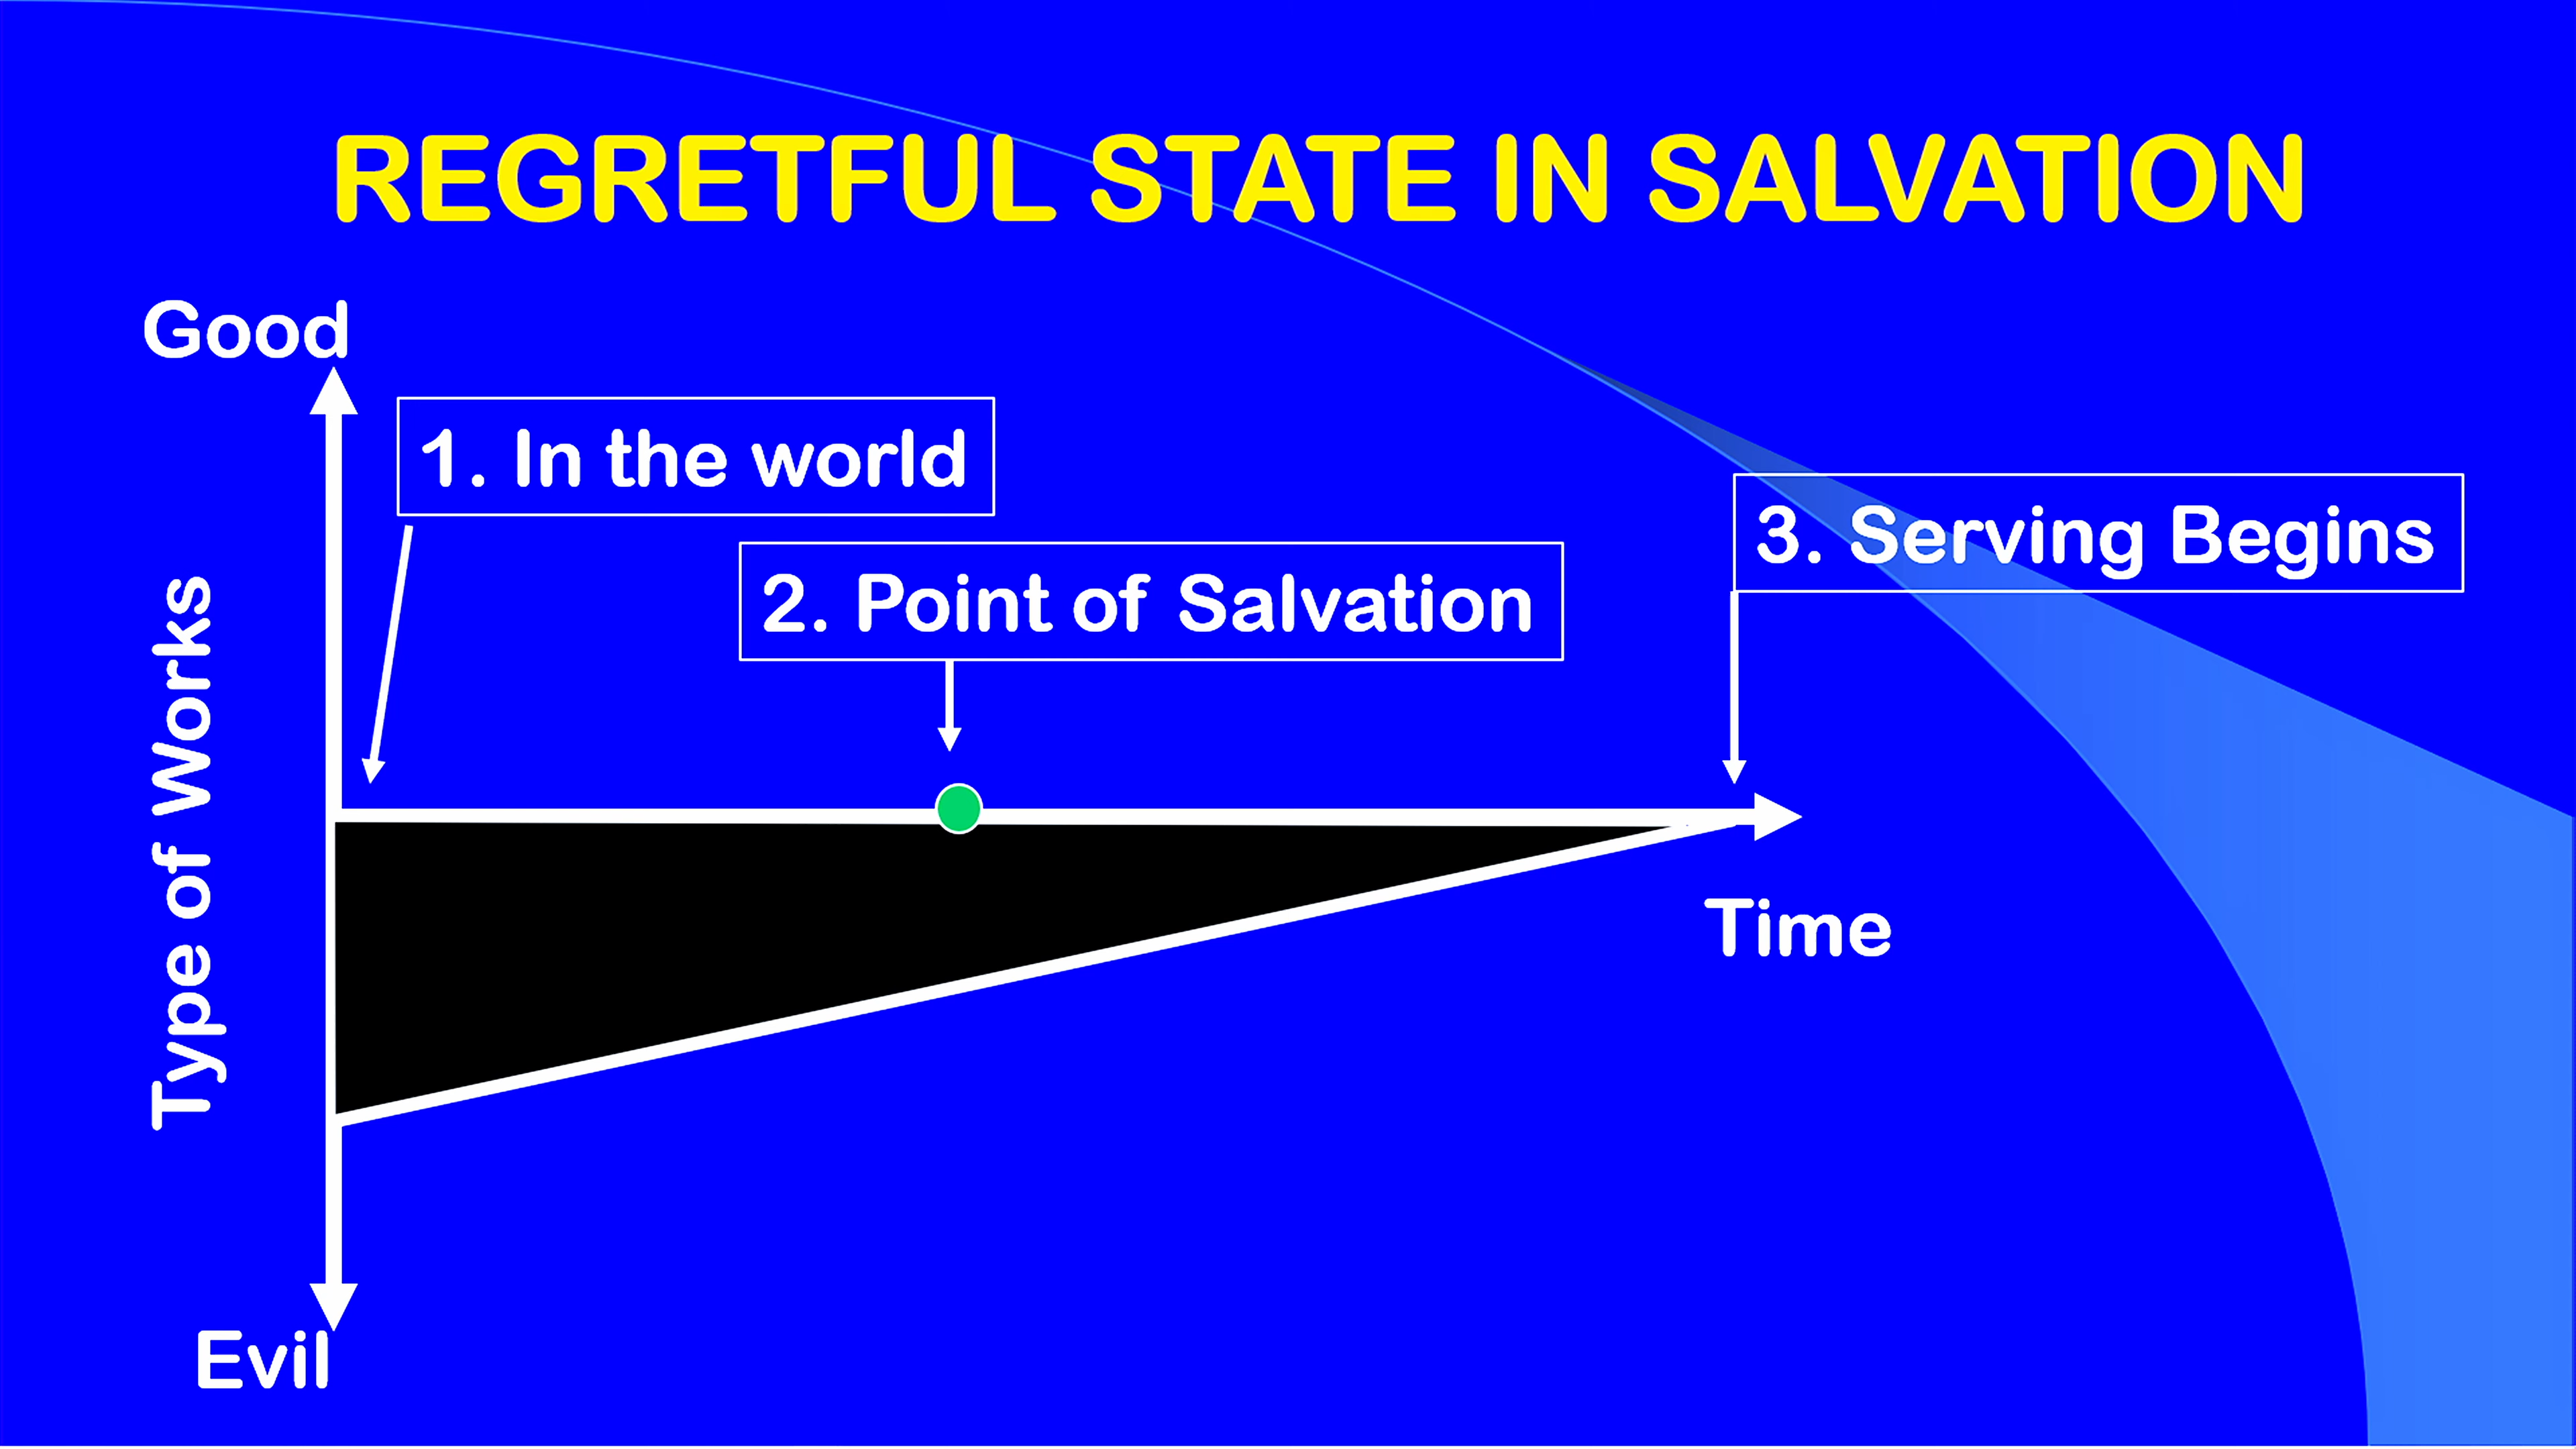 REGRETFUL STATE IN SALVATION
Good
1. In the world
2. Point of Salvation
3. Serving Begins
Type of Works
Time
Evil